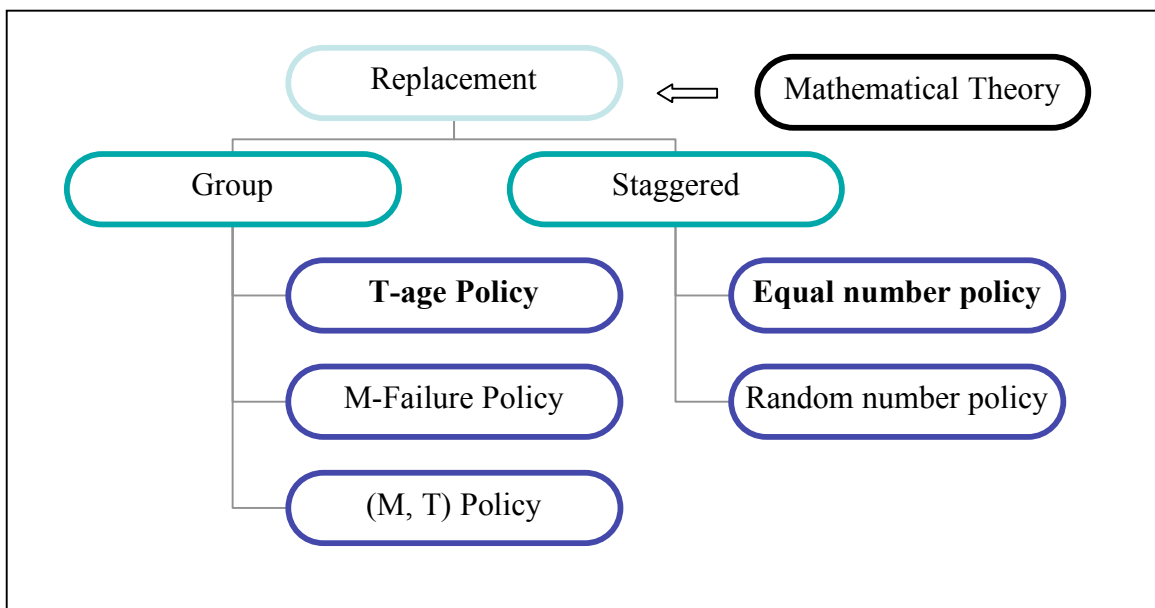 Replacement
Mathematical Theory
Group
Staggered
T-age Policy
Equal number policy
M-Failure Policy
Random number policy
(M, T) Policy